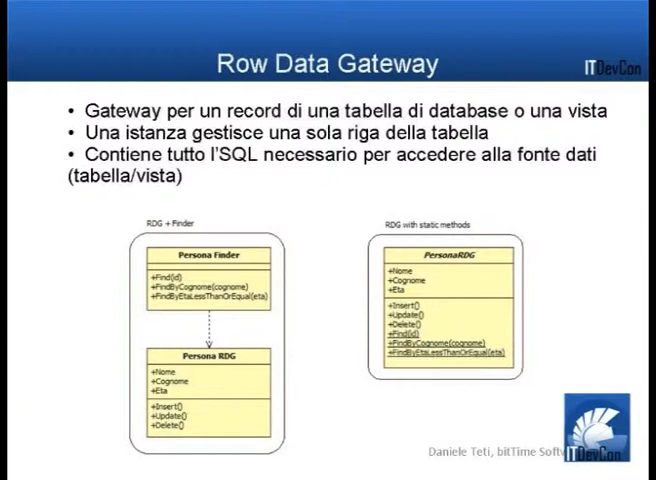 Row Data Gateway
ITDevCon
• Gateway per un record di una tabella di database o una vista
• Una istanza gestisce una sola riga della tabella
• Contiene tutto l'SQL necessario per accedere alla fonte dati
(tabella/vista)
RDG + Finder
Persona Finder
+Find(id)
+FindByCognome(cognome)
+FindByEtaLessThanOrEqual(eta)
Persona RDG
+Nome
+Cognome
+Eta
+Insert()
+Update()
+Delete()
RDG with static methods
PersonaRDG
+Nome
+Cognome
+Eta
+Insert()
+Update()
+Delete()
+Find(id)
+FindByCognome(cognome)
+FindByEtaLessThanOrEqual(eta)
Daniele Teti, bitTime
ITDevCon